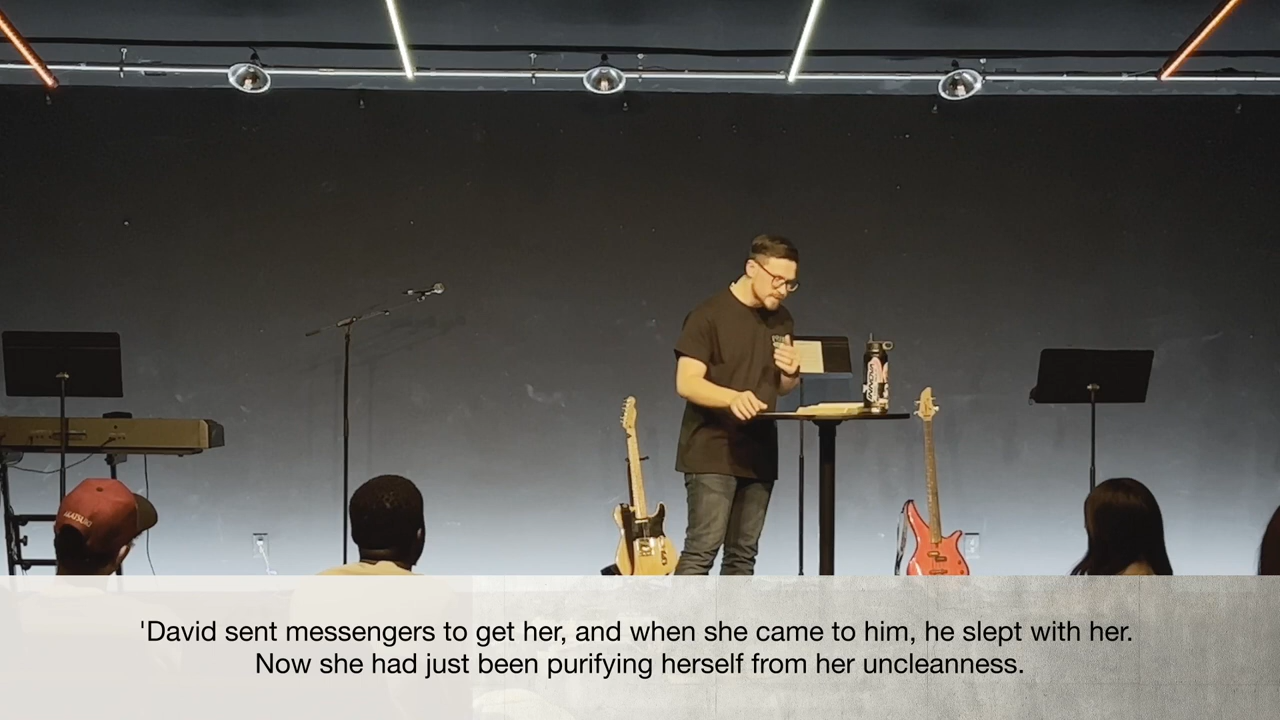 'David sent messengers to get her, and when she came to him, he slept with her.
Now she had just been purifying herself from her uncleanness.